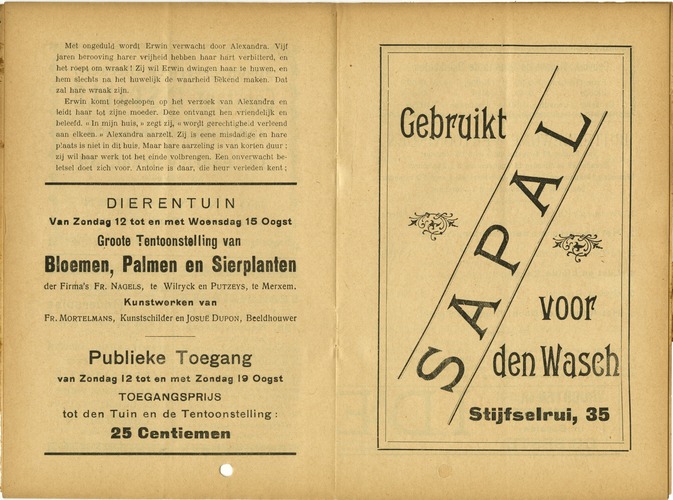 Met ongeduld wordt Erwin verwacht door Alexandra. Vijf
jaren berooving harer vrijheid hebben haar hart verbitterd, en
het roept om wraak! Zij wil Erwin dwingen haar te huwen, en
hem slechts na het huwelijk de waarheid bekend maken. Dat
zal hare wraak zijn.
Erwin komt toegeloopen op het verzoek van Alexandra en
leidt haar tot zijne moeder. Deze ontvangt hen vriendelijk en
beleefd. « In mijn huis, » zegt zij, « wordt gerechtigheid verleend
aan elkeen. » Alexandra aarzelt. Zij is eene misdadige en hare
plaats is niet in dit huis. Maar hare aarzeling is van korten duur;
zij wil haar werk tot het einde volbrengen. Een onverwacht be-
letsel doet zich voor. Antoine is daar, die heur verleden kent;
DIERENTUIN
Van Zondag 12 tot en met Woensdag 15 Oogst
Groote Tentoonstelling van
Bloemen, Palmen en Sierplanten
der Firma's FR. NAGELS, te Wilryck en PUTZEYS, te Merxem.
Kunstwerken van
FR. MORTELMANS, Kunstschilder en JOSUÉ DUPON, Beeldhouwer
Publieke Toegang
van Zondag 12 tot en met Zondag 19 Oogst
TOEGANGSPRIJS
tot den Tuin en de Tentoonstelling:
25 Centiemen
Gebruikt
SAPAL
voor
den Wasch
Stijfselrui, 35